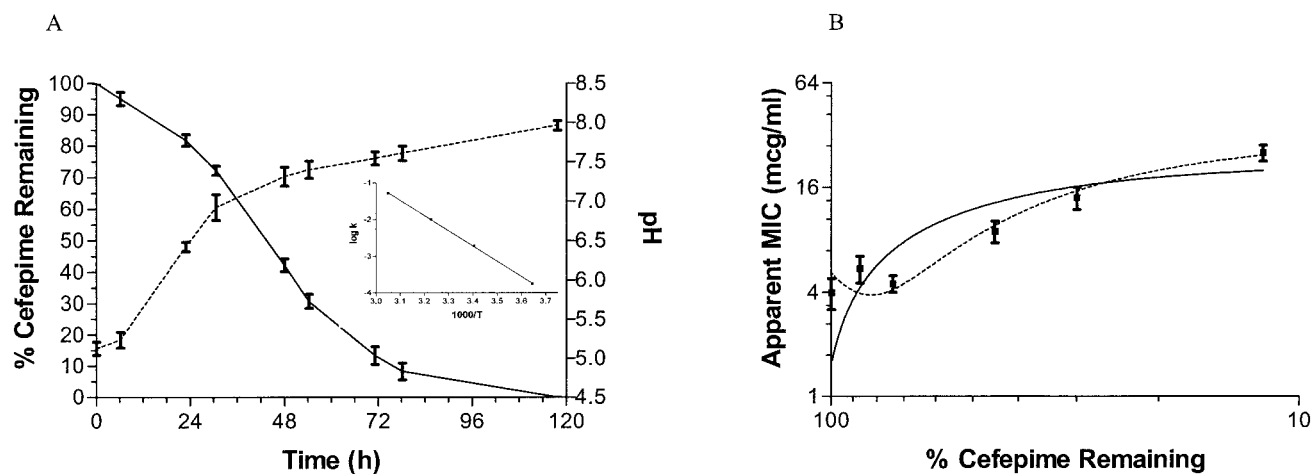 A
% Cefepime Remaining
100
90
80
70
60
50
40
30
20
10
0
0 24 48 72 96 120
Time (h)
8.5
8.0
7.5
7.0
6.5
6.0
5.5
5.0
4.5
pH
log k
-1
-2
-3
-4
3.0 3.1 3.2 3.3 3.4 3.5 3.6 3.7
1000/T
B
Apparent MIC (mcg/ml)
64
16
4
1
100 10
% Cefepime Remaining